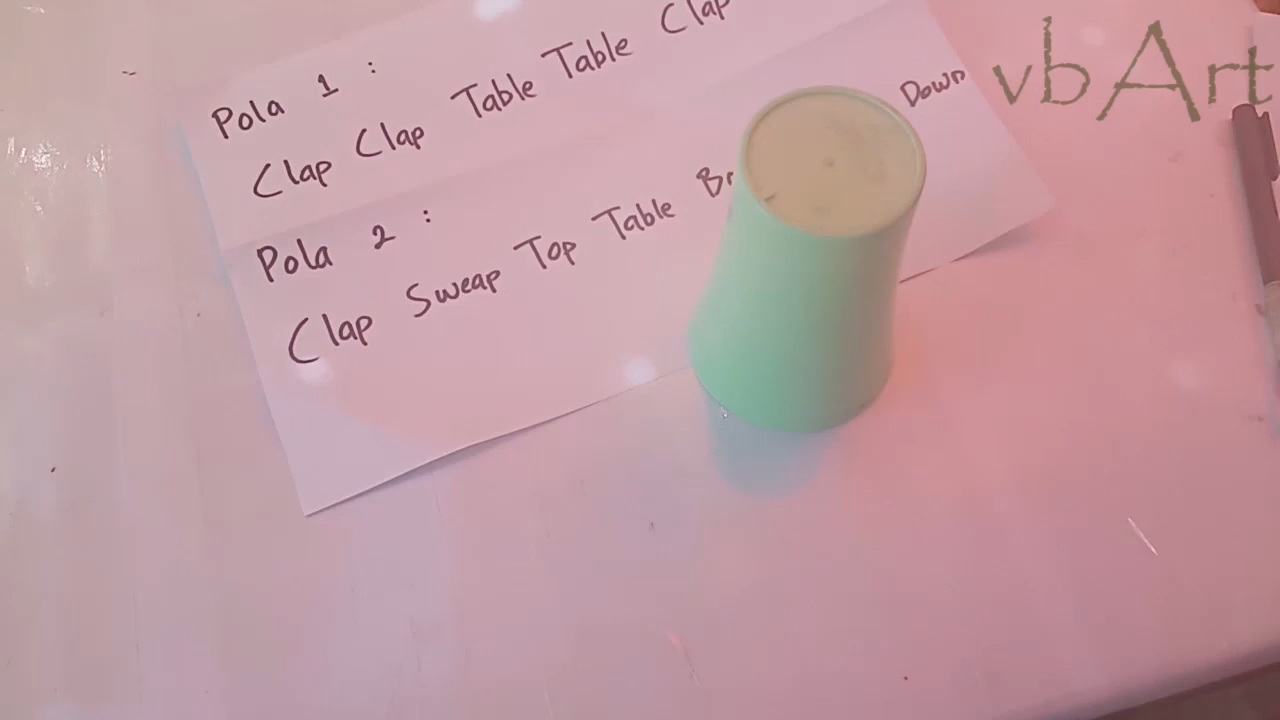 vbArt
Pola 1 :
Clap Clap Table Table Clap
Pola 2 :
Clap Sweap Top Table Down